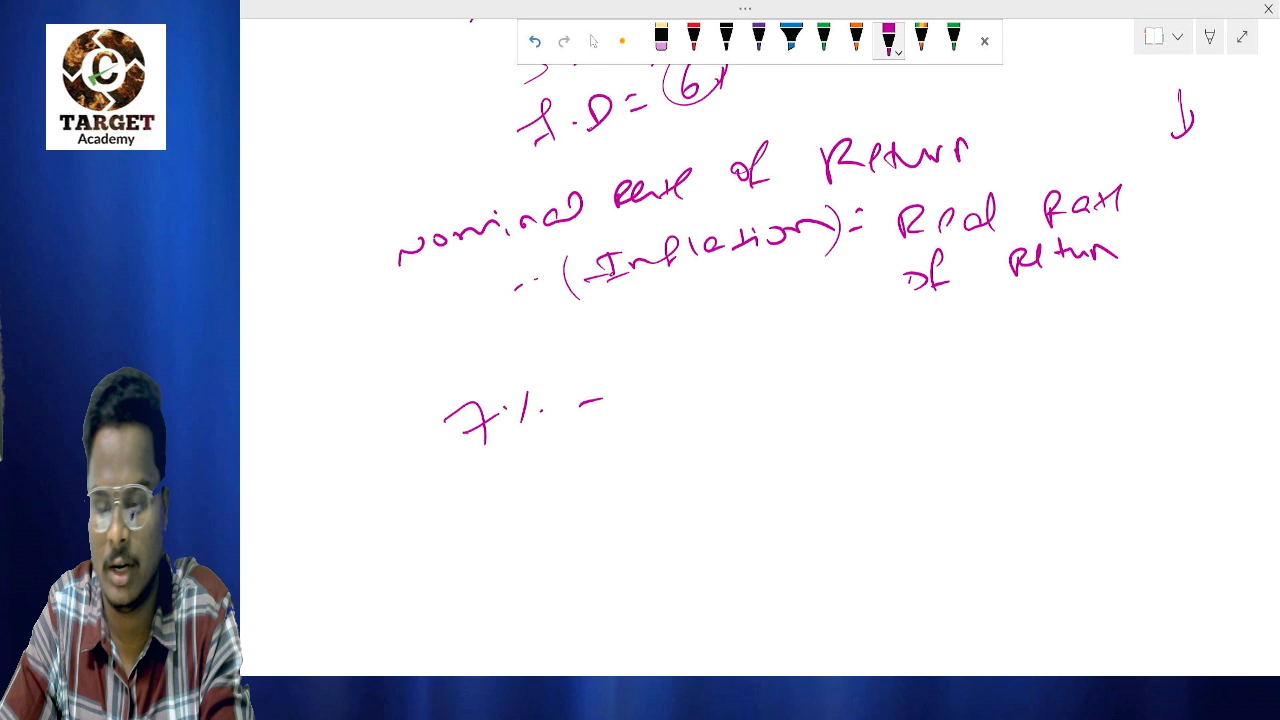 TARGET
Academy
F.D = 6%
Nominal Rate of Return
- (Inflation) = Real Rate
of Return
7% -